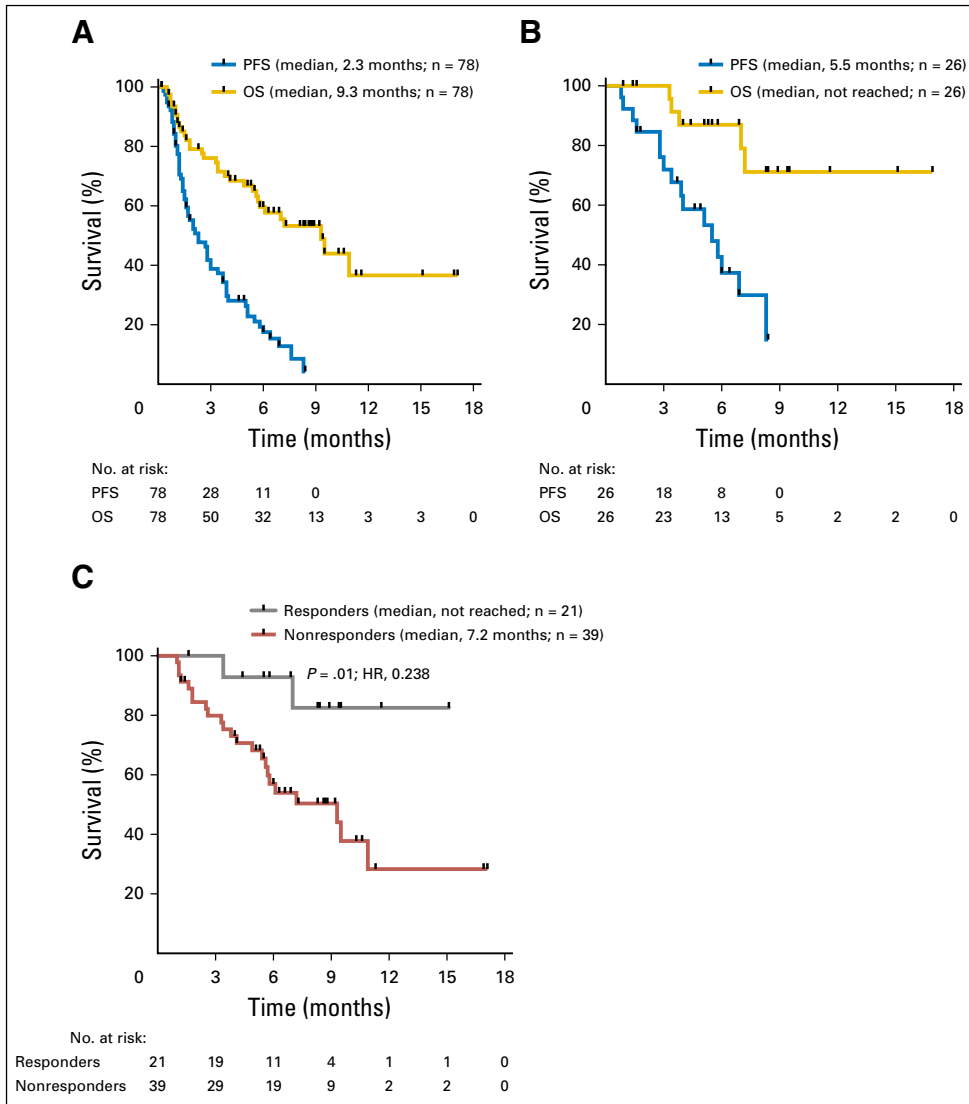 A
PFS (median, 2.3 months; n = 78)
OS (median, 9.3 months; n = 78)
100
80
60
40
20
Survival (%)
0 3 6 9 12 15 18
Time (months)
No. at risk:
PFS 78 28 11 0
OS 78 50 32 13 3 3 0
B
PFS (median, 5.5 months; n = 26)
OS (median, not reached; n = 26)
100
80
60
40
20
Survival (%)
0 3 6 9 12 15 18
Time (months)
No. at risk:
PFS 26 18 8 0
OS 26 23 13 5 2 2 0
C
Responders (median, not reached; n = 21)
Nonresponders (median, 7.2 months; n = 39)
P = .01; HR, 0.238
100
80
60
40
20
Survival (%)
0 3 6 9 12 15 18
Time (months)
No. at risk:
Responders 21 19 11 4 1 1 0
Nonresponders 39 29 19 9 2 2 0